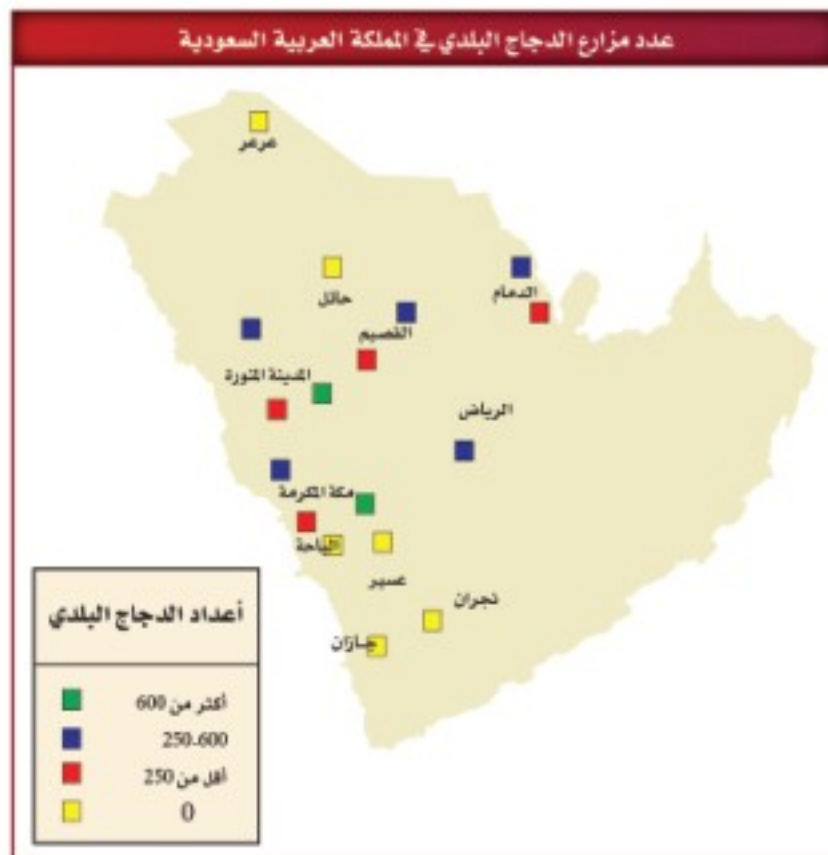 عدد مزارع الدجاج البلدي في المملكة العربية السعودية
عرعر
حائل
الدمام
القصيم
المدينة المنورة
الرياض
مكة المكرمة
الباحة
عسير
نجران
جازان
أعداد الدجاج البلدي
أكثر من 600
250-600
أقل من 250
0